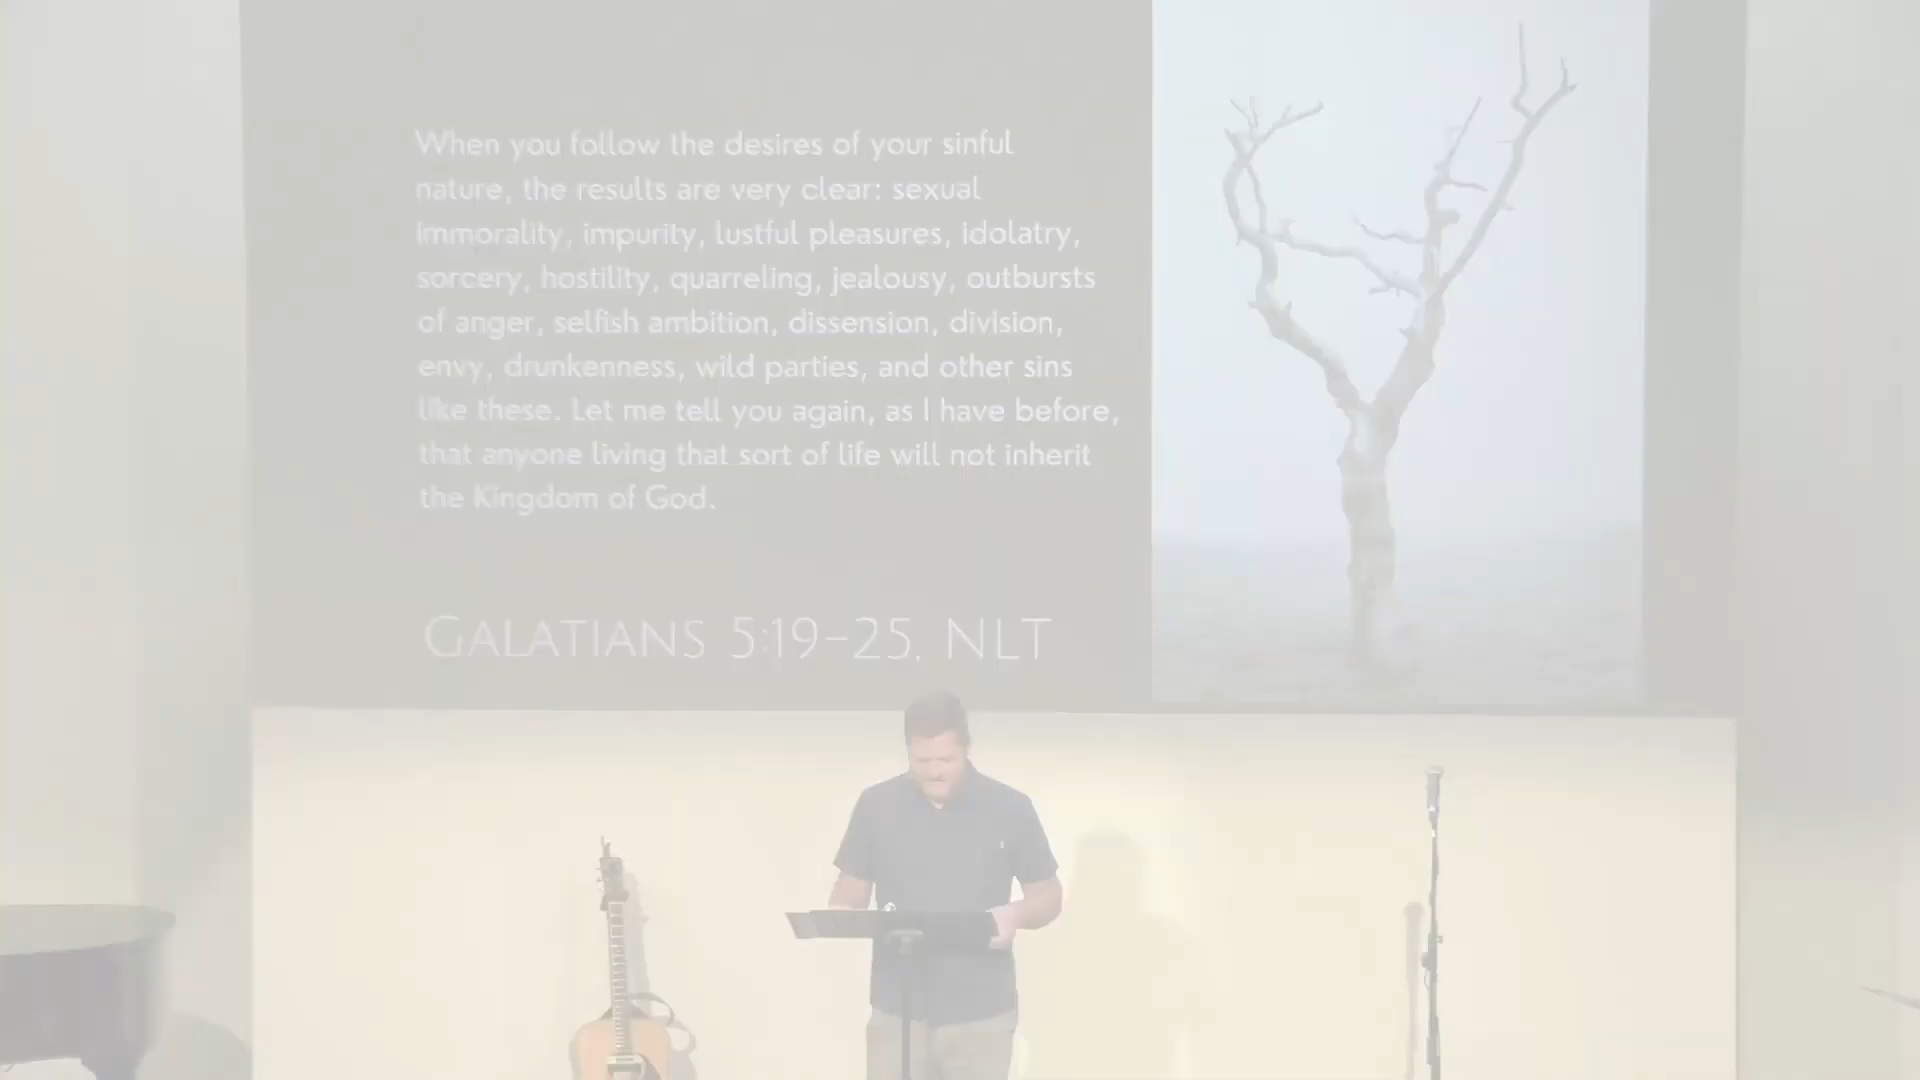 When you follow the desires of your sinful
nature, the results are very clear: sexual
immorality, impurity, lustful pleasures, idolatry,
sorcery, hostility, quarreling, jealousy, outbursts
of anger, selfish ambition, dissension, division,
envy, drunkenness, wild parties, and other sins
like these. Let me tell you again, as I have before,
that anyone living that sort of life will not inherit
the Kingdom of God.
GALATIANS 5:19-25, NLT